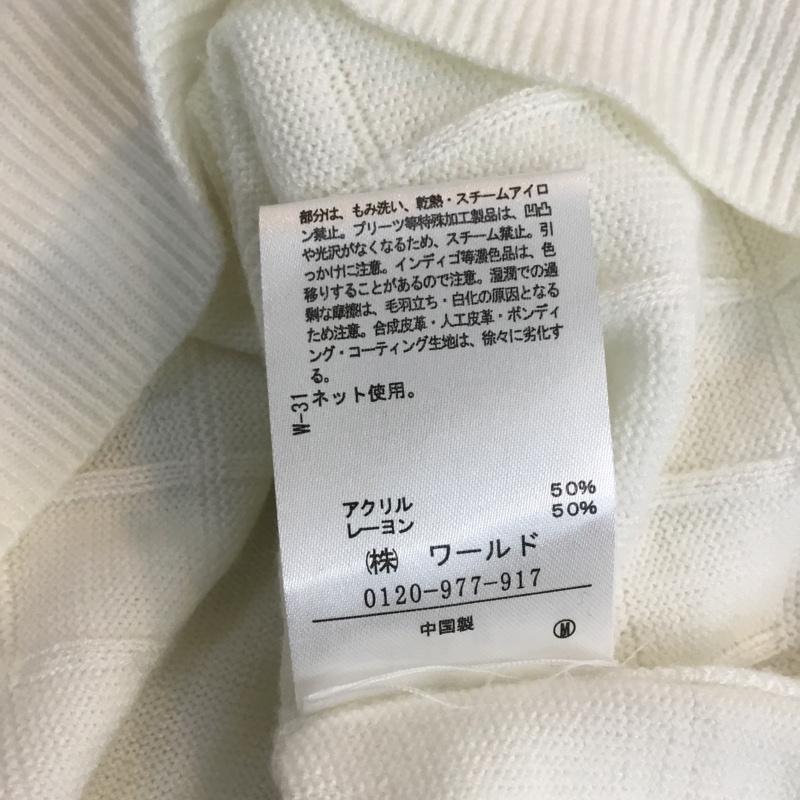 部分は、もみ洗い、乾熱・スチームアイロ
ン禁止。プリーツ等特殊加工製品は、凹凸
や光沢がなくなるため、スチーム禁止。引
っかけに注意。インディゴ等濃色品は、色
移りすることがあるので注意。湿潤での過
剰な摩擦は、毛羽立ち・白化の原因となる
ため注意。合成皮革・人工皮革・ボンディ
ング・コーティング生地は、徐々に劣化す
る。
ネット使用。
W-31
アクリル 50%
レーヨン 50%
㈱ ワールド
0120-977-917
中国製 Ⓜ